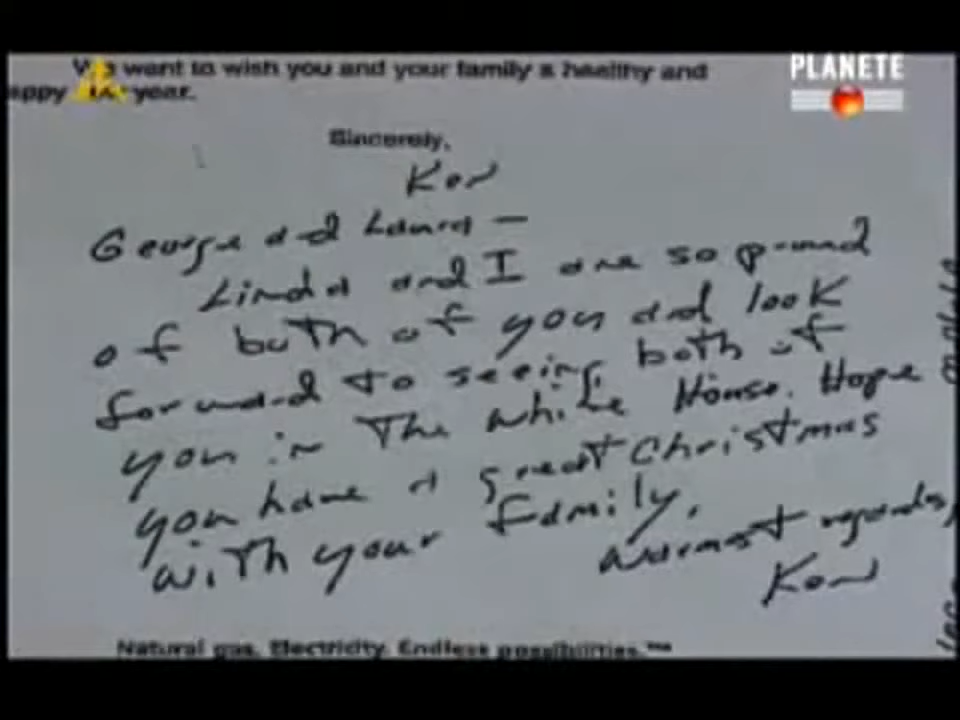 We want to wish you and your family a healthy and
appy year.
PLANETE
Sincerely,
Ken
George and Laura —
Linda and I are so proud
of both of you and look
forward to seeing both of
you in The White House. Hope
you have a great Christmas
with your family.
Warmest regards,
Ken
Natural gas. Electricity. Endless possibilities.™